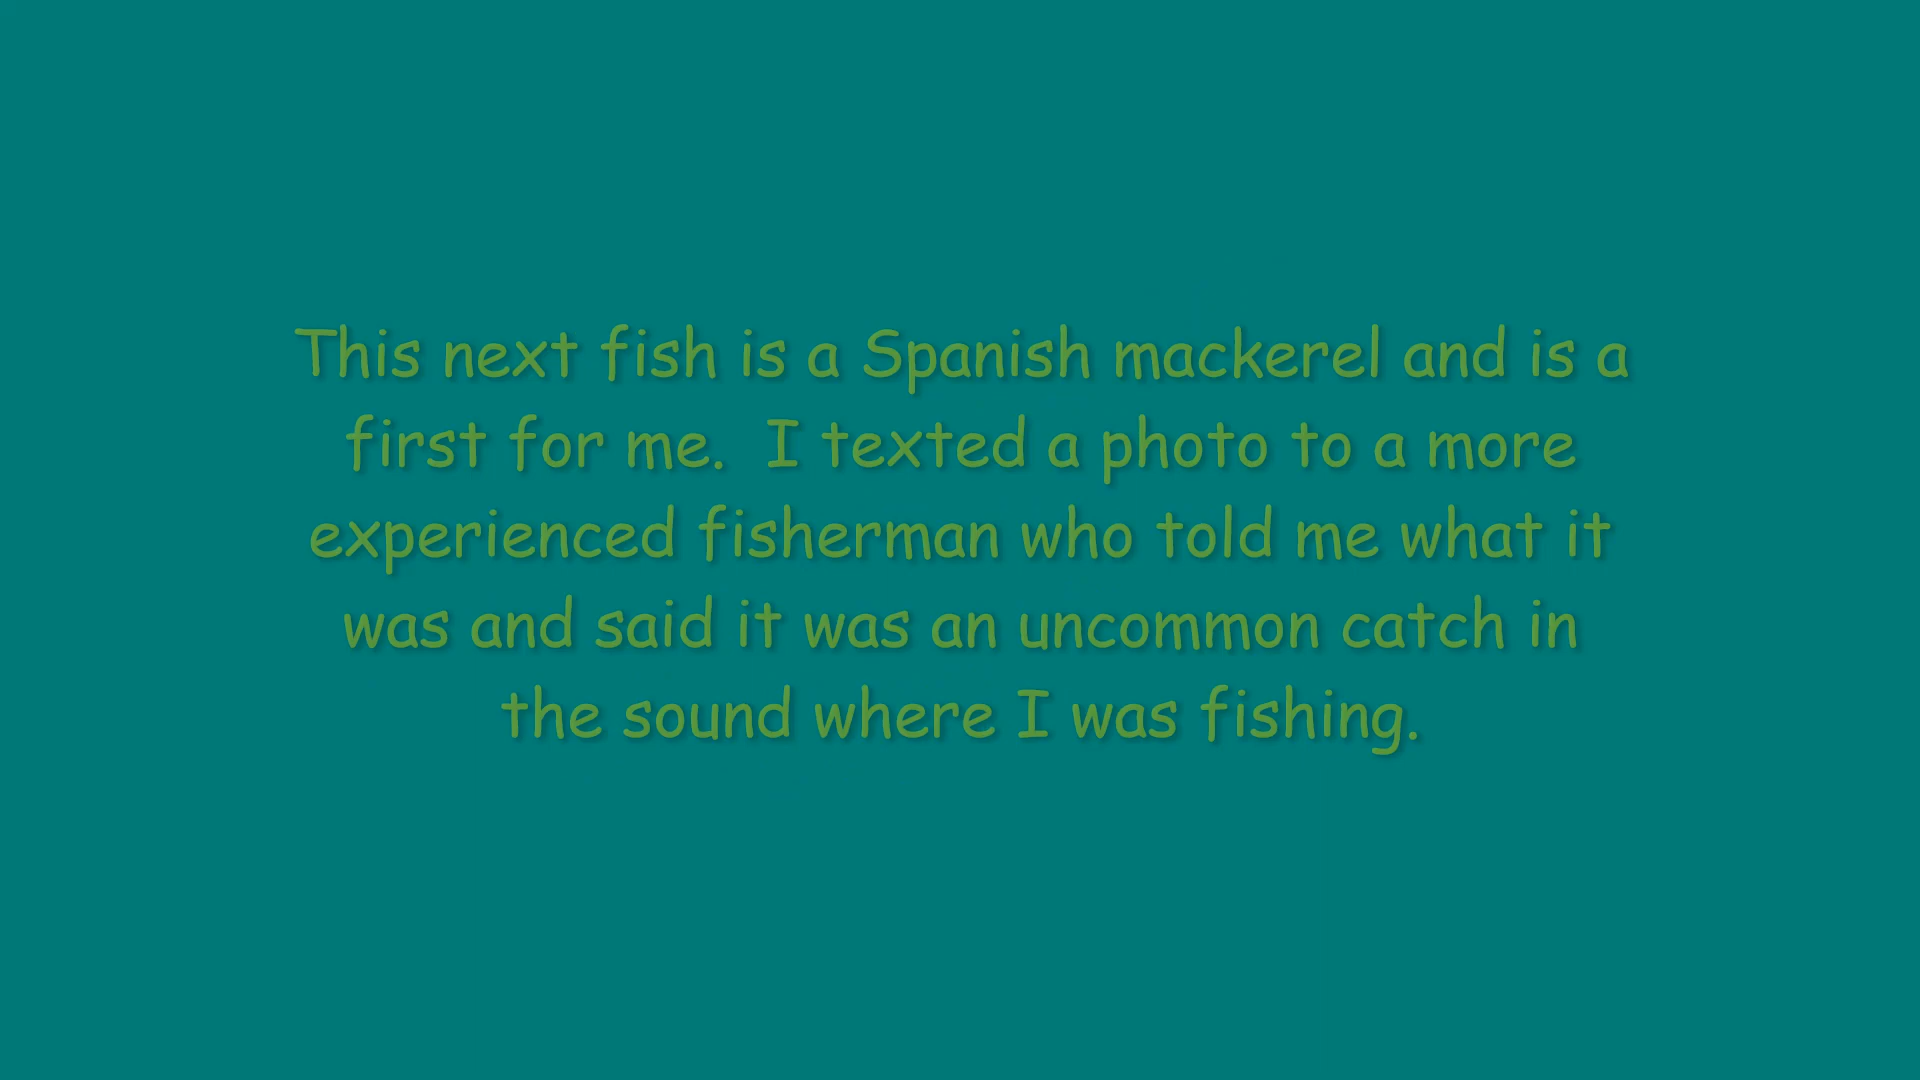 This next fish is a Spanish mackerel and is a
first for me.  I texted a photo to a more
experienced fisherman who told me what it
was and said it was an uncommon catch in
the sound where I was fishing.